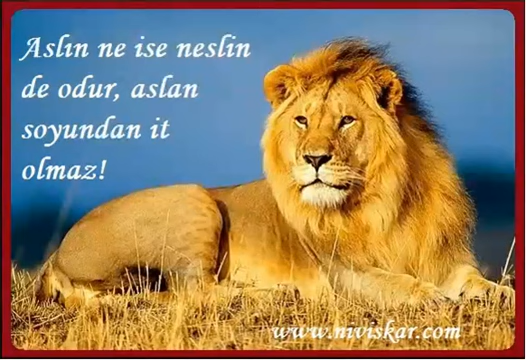 Aslın ne ise neslin
de odur, aslan
soyundan it
olmaz!
www.niviskar.com